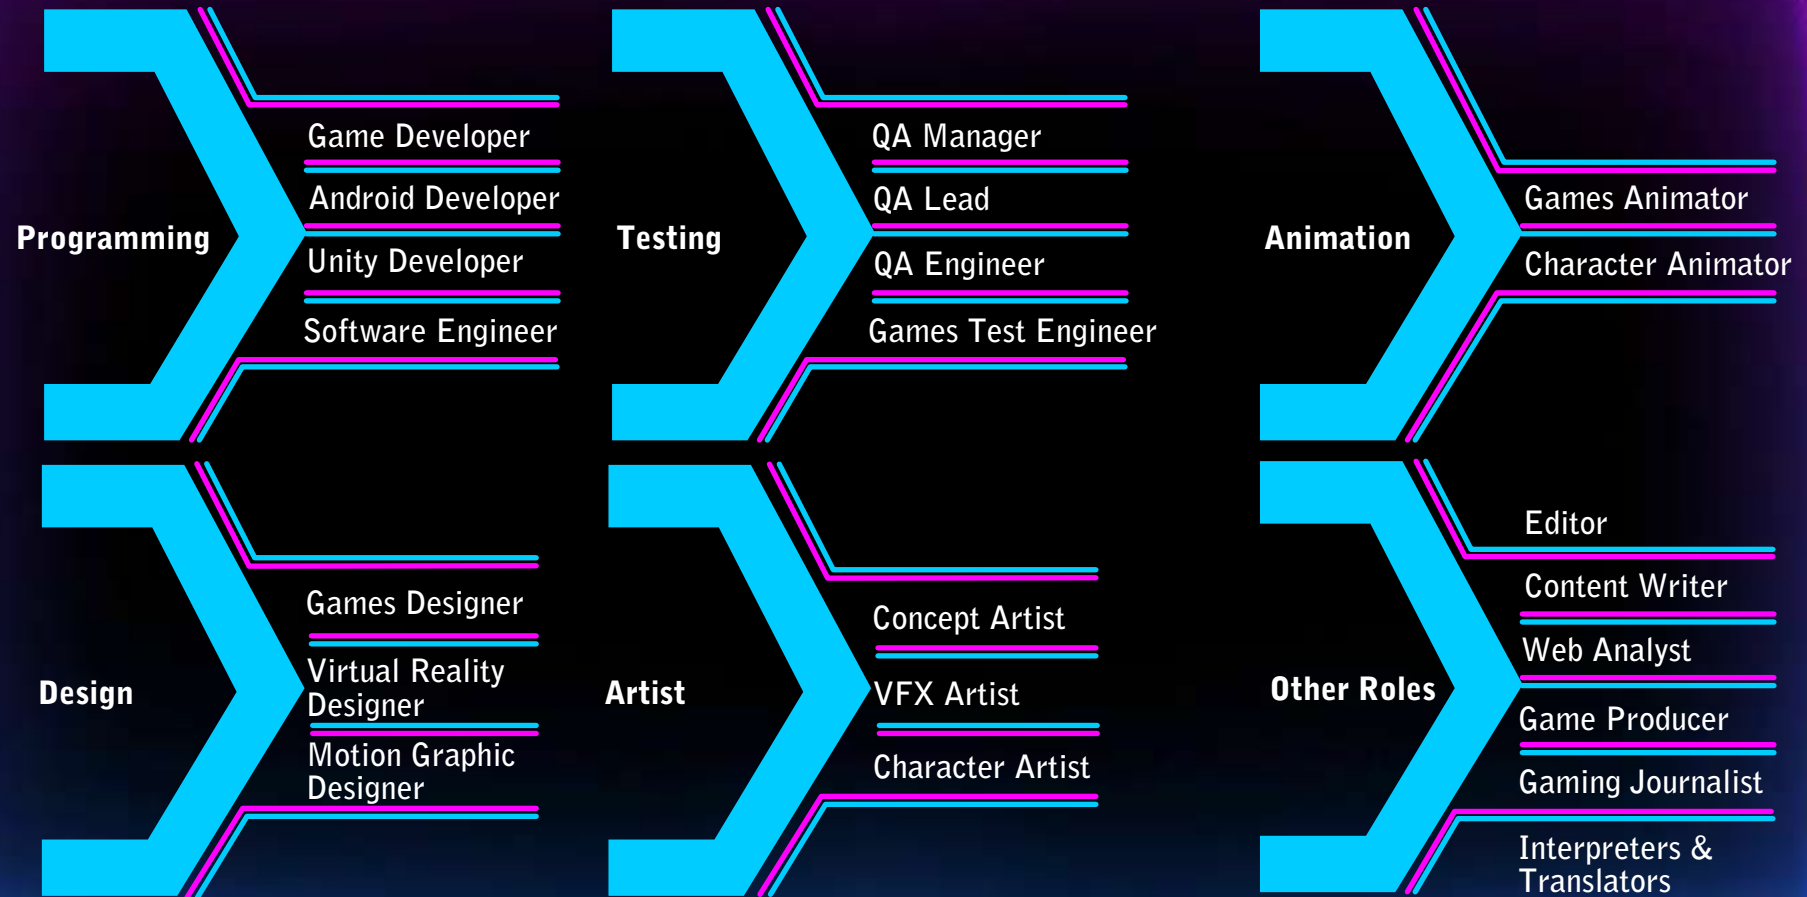 Programming
Game Developer
Android Developer
Unity Developer
Software Engineer
Testing
QA Manager
QA Lead
QA Engineer
Games Test Engineer
Animation
Games Animator
Character Animator
Design
Games Designer
Virtual Reality
Designer
Motion Graphic
Designer
Artist
Concept Artist
VFX Artist
Character Artist
Other Roles
Editor
Content Writer
Web Analyst
Game Producer
Gaming Journalist
Interpreters &
Translators